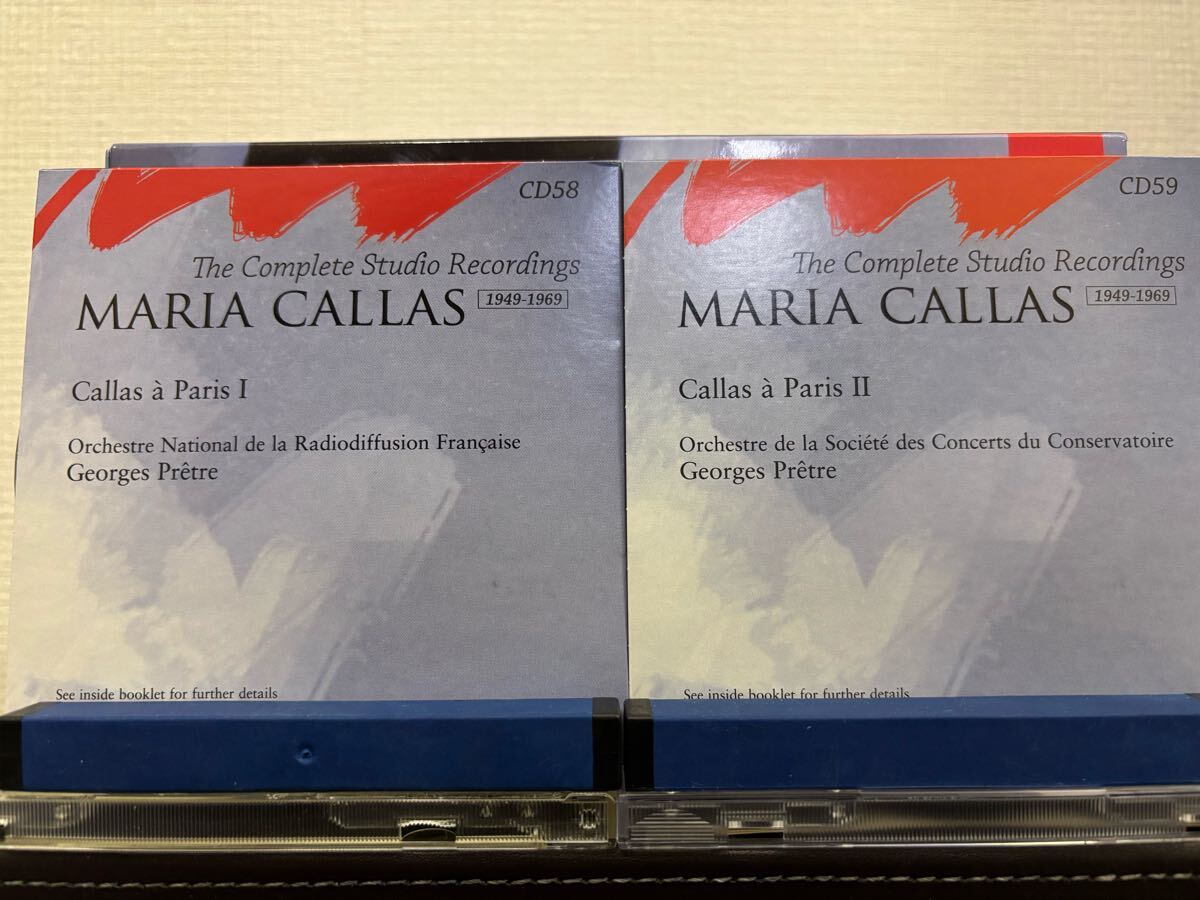 CD58
The Complete Studio Recordings
MARIA CALLAS 1949-1969
Callas à Paris I
Orchestre National de la Radiodiffusion Française
Georges Prêtre
See inside booklet for further details
CD59
The Complete Studio Recordings
MARIA CALLAS 1949-1969
Callas à Paris II
Orchestre de la Société des Concerts du Conservatoire
Georges Prêtre
See inside booklet for further details